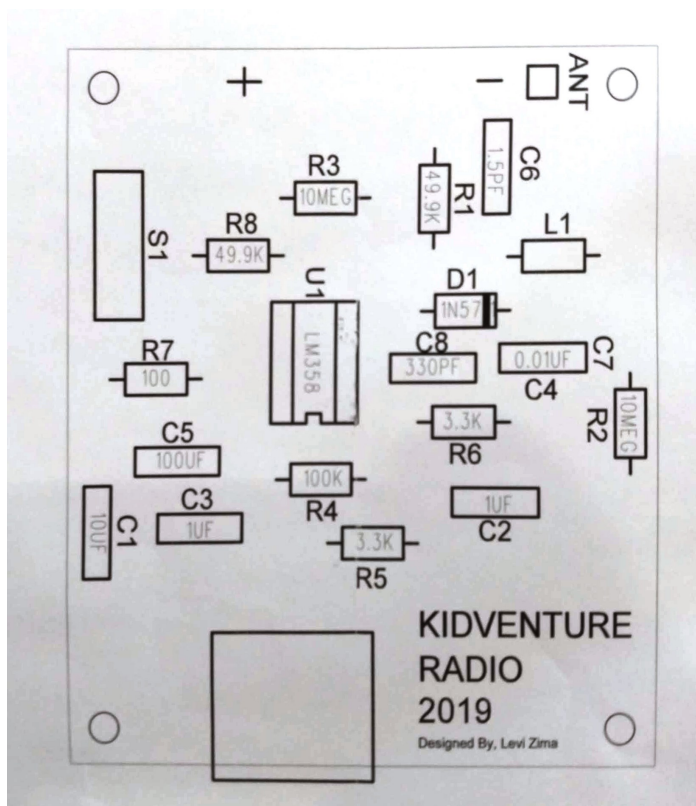 +
−
ANT
1.5PF
C6
R3
10MEG
49.9K
R1
S1
R8
49.9K
L1
U1
LM358
D1
1N57
C8
330PF
C7
0.01UF
C4
R7
100
10MEG
R2
3.3K
R6
C5
100UF
100K
R4
10UF
C1
C3
1UF
1UF
C2
3.3K
R5
KIDVENTURE
RADIO
2019
Designed By, Levi Zima